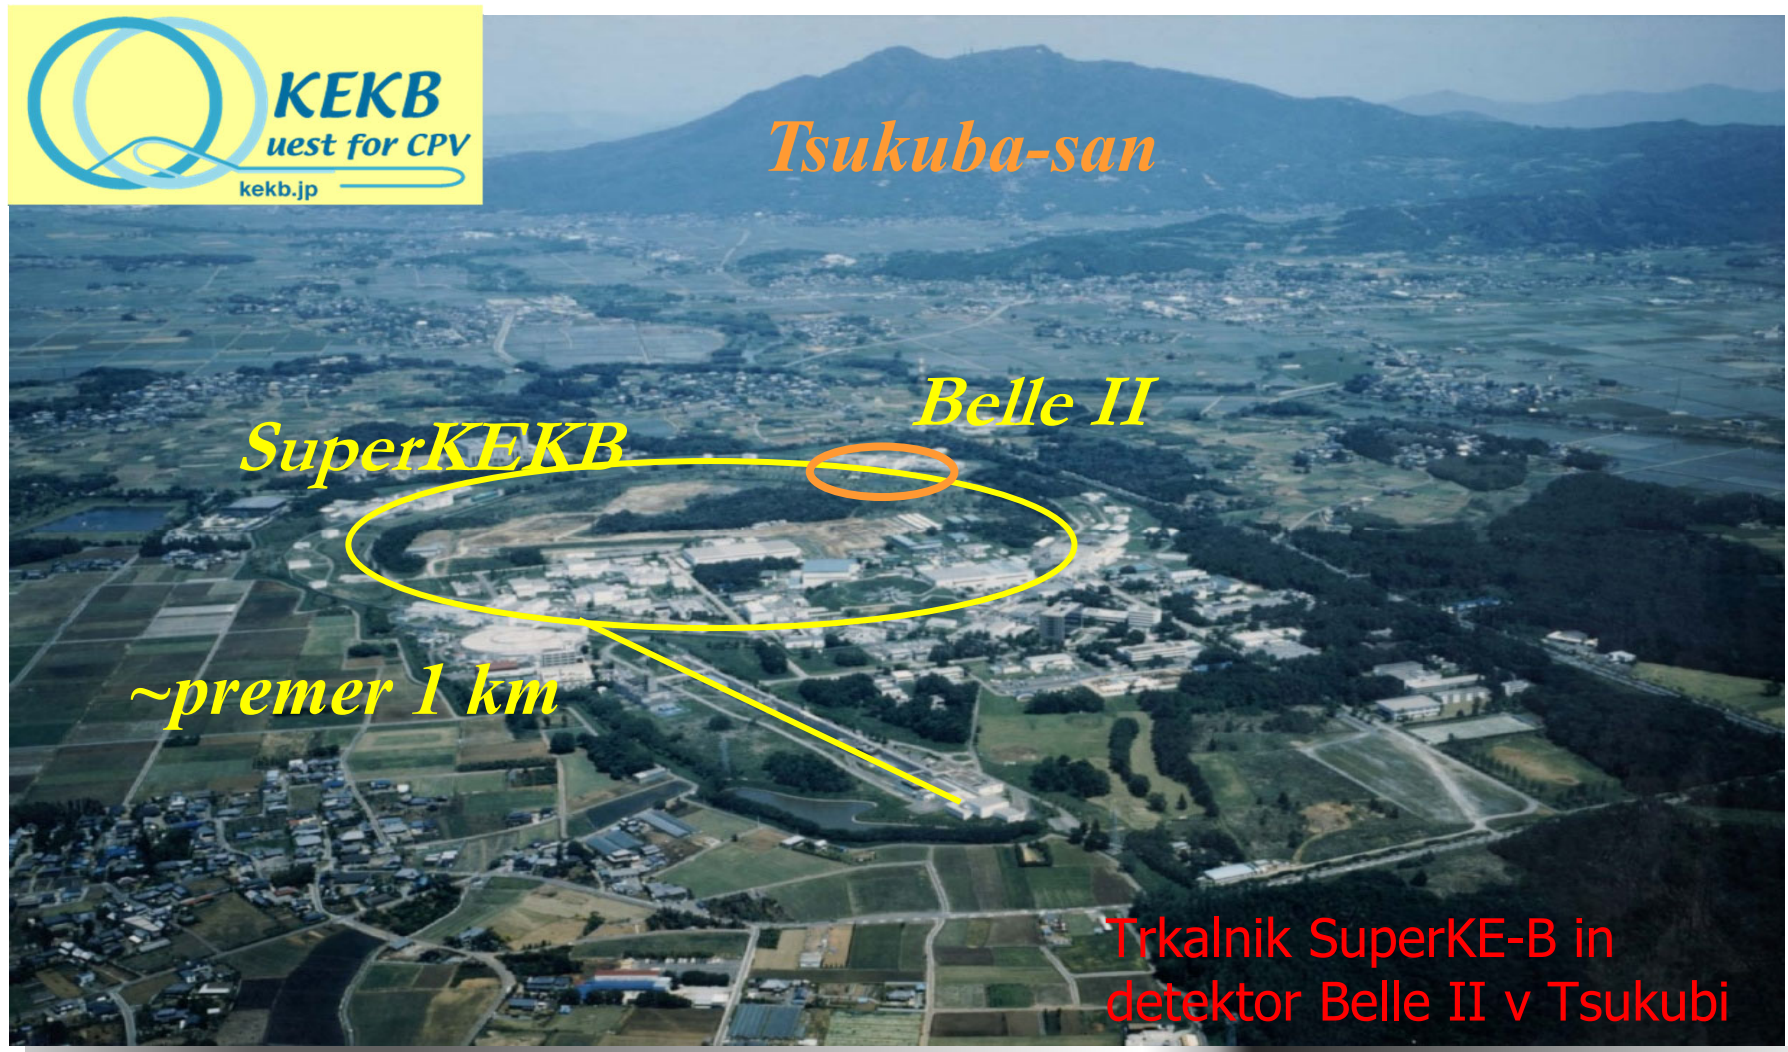 KEKB
uest for CPV
kekb.jp
Tsukuba-san
Belle II
SuperKEKB
~premer 1 km
Trkalnik SuperKE-B in
detektor Belle II v Tsukubi